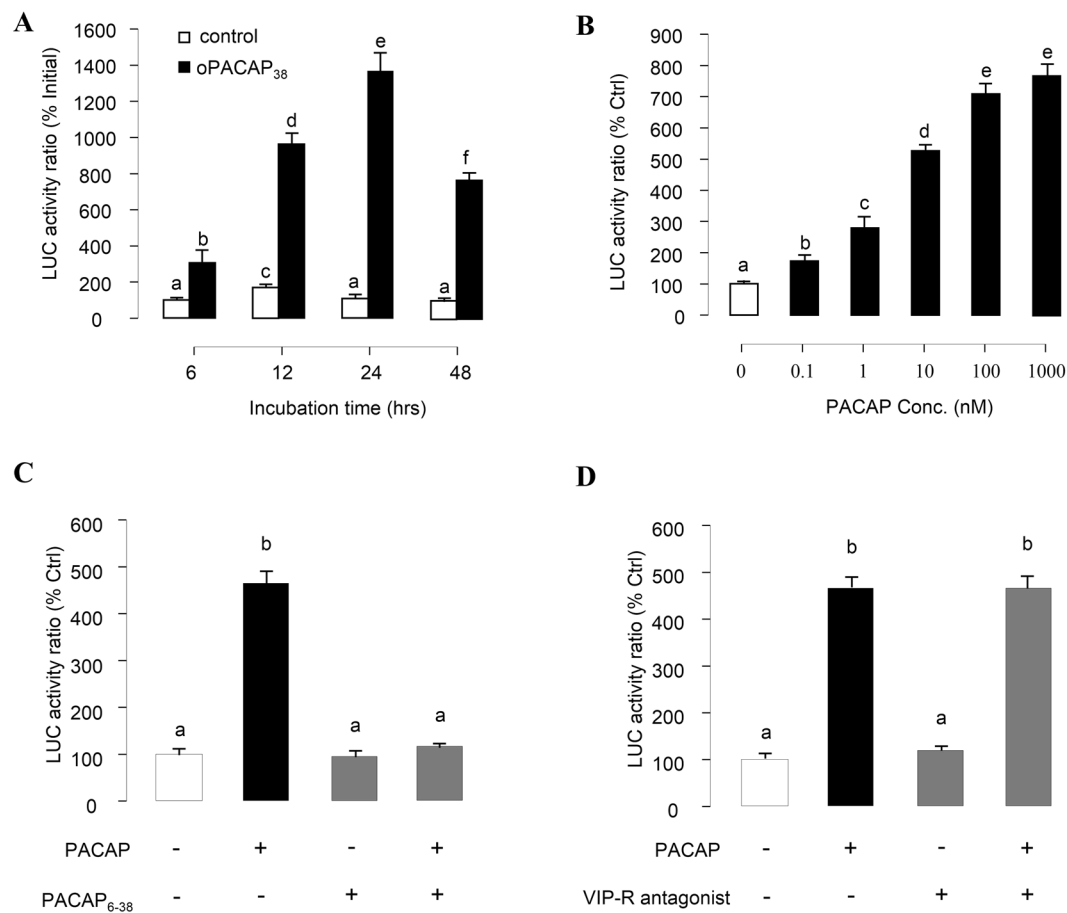 A
LUC activity ratio (% Initial)
1600
1400
1200
1000
800
600
400
200
0
control
oPACAP38
a
b
c
d
a
e
a
f
6 12 24 48
Incubation time (hrs)
B
LUC activity ratio (% Ctrl)
900
800
700
600
500
400
300
200
100
0
a
b
c
d
e
e
0 0.1 1 10 100 1000
PACAP Conc. (nM)
C
LUC activity ratio (% Ctrl)
600
500
400
300
200
100
0
a
b
a
a
PACAP - + - +
PACAP6-38 - - + +
D
LUC activity ratio (% Ctrl)
600
500
400
300
200
100
0
a
b
a
b
PACAP - + - +
VIP-R antagonist - - + +